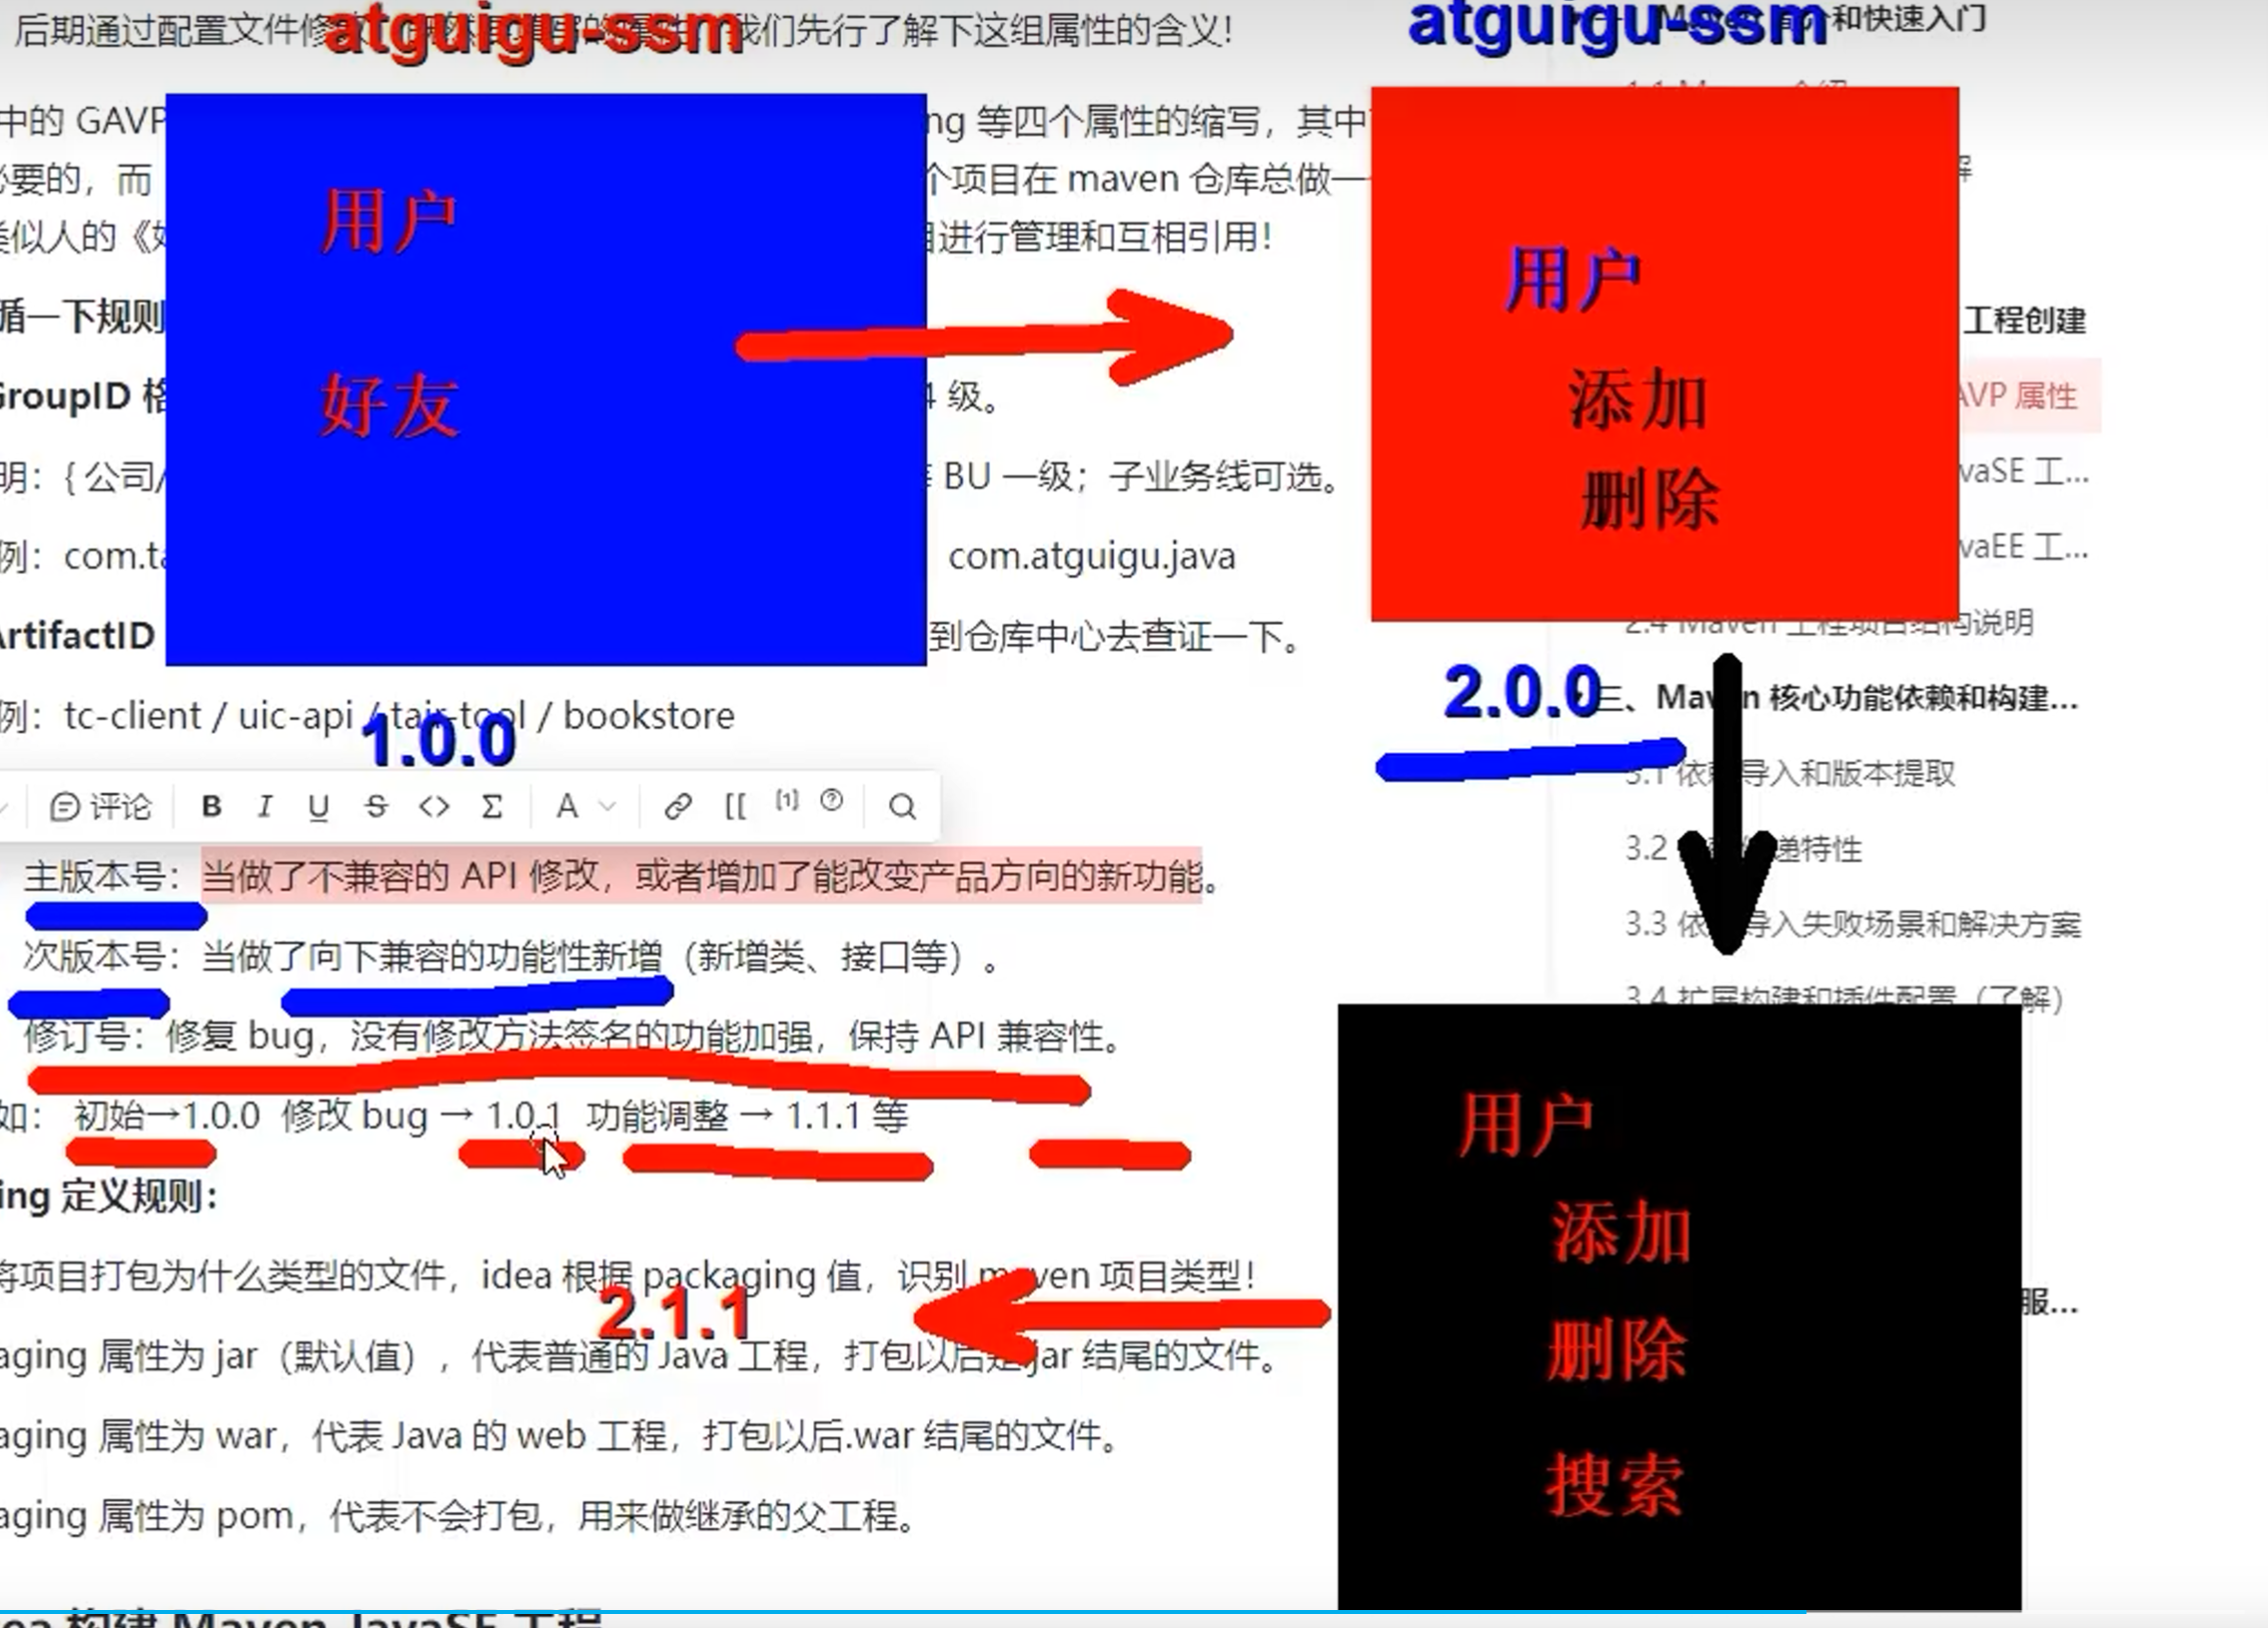 后期通过配置文件修
我们先行了解下这组属性的含义!
atguigu-ssm
atguigu-ssm
和快速入门
中的 GAVP
ng 等四个属性的缩写，其中
必要的，而
个项目在 maven 仓库总做一
类似人的《
进行管理和互相引用！
循一下规则
工程创建
GroupID 格
4 级。
AVP 属性
明：{ 公司/
BU 一级；子业务线可选。
vaSE 工...
例：com.ta
com.atguigu.java
vaEE 工...
ArtifactID
到仓库中心去查证一下。
2.4 Maven 工程项目结构说明
例：tc-client / uic-api / tair-tool / bookstore
三、Maven 核心功能依赖和构建...
3.1 依赖导入和版本提取
3.2
递特性
3.3 依
导入失败场景和解决方案
3.4 扩展构建和插件配置（了解）
服...
用户
好友
1.0.0
用户
添加
删除
2.0.0
评论 B I U S <> Σ A
主版本号：当做了不兼容的 API 修改，或者增加了能改变产品方向的新功能。
次版本号：当做了向下兼容的功能性新增（新增类、接口等）。
修订号：修复 bug，没有修改方法签名的功能加强，保持 API 兼容性。
如： 初始→1.0.0 修改 bug → 1.0.1 功能调整 → 1.1.1 等
ing 定义规则：
将项目打包为什么类型的文件，idea 根据 packaging 值，识别 maven 项目类型！
2.1.1
aging 属性为 jar（默认值），代表普通的 Java 工程，打包以后是.jar 结尾的文件。
aging 属性为 war，代表 Java 的 web 工程，打包以后.war 结尾的文件。
aging 属性为 pom，代表不会打包，用来做继承的父工程。
用户
添加
删除
搜索
构建 Maven JavaSE 工程